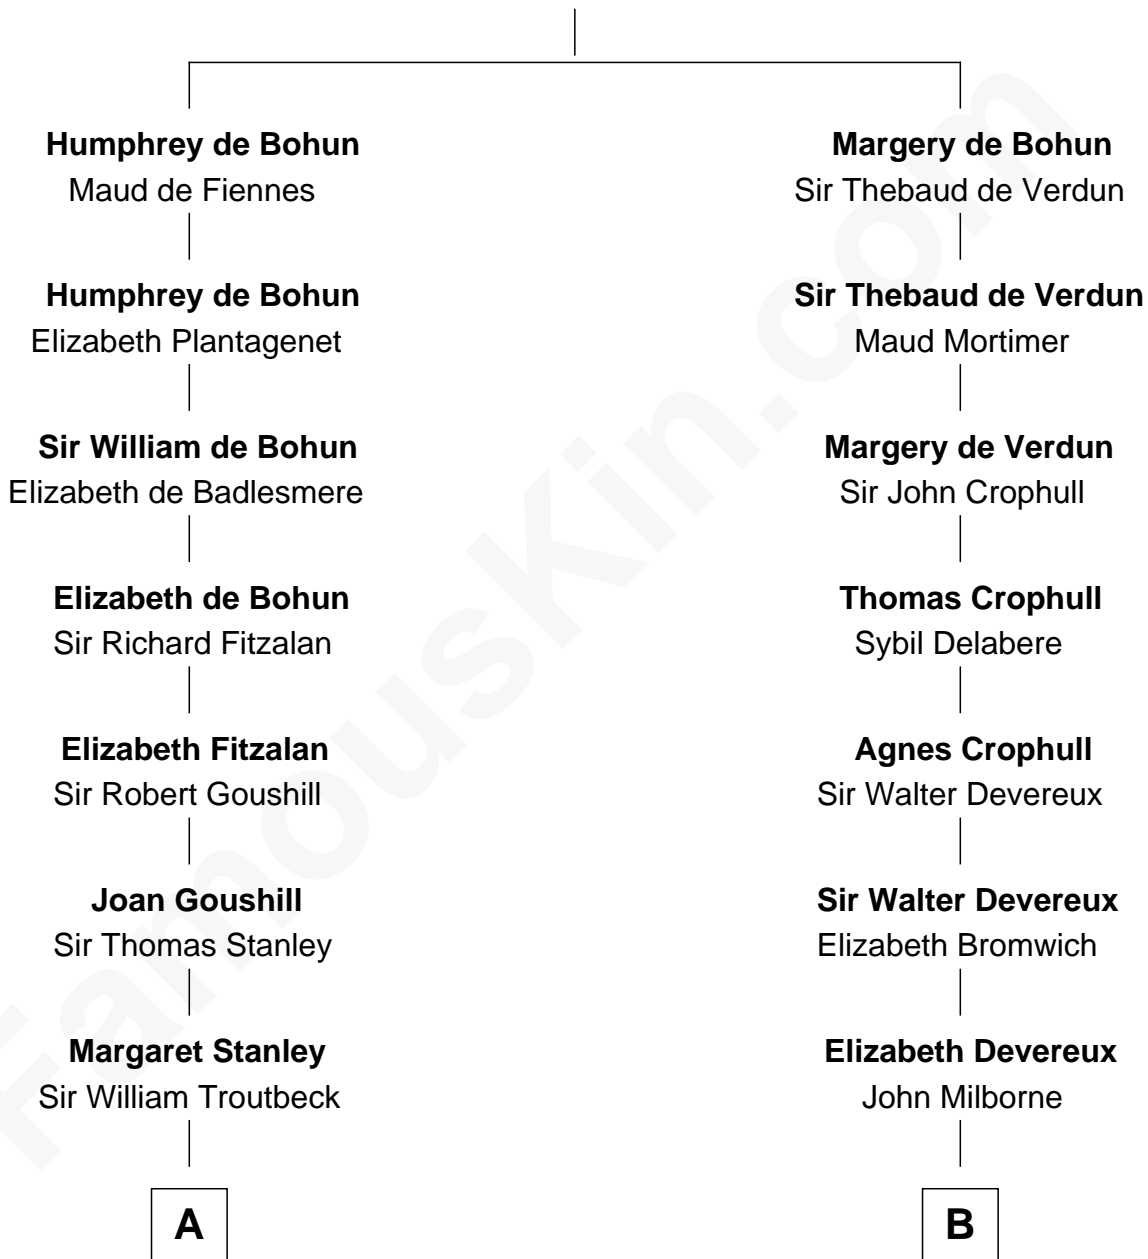 Humphrey de Bohun
Maud de Fiennes
Humphrey de Bohun
Elizabeth Plantagenet
Sir William de Bohun
Elizabeth de Badlesmere
Elizabeth de Bohun
Sir Richard Fitzalan
Elizabeth Fitzalan
Sir Robert Goushill
Joan Goushill
Sir Thomas Stanley
Margaret Stanley
Sir William Troutbeck
A
Margery de Bohun
Sir Thebaud de Verdun
Sir Thebaud de Verdun
Maud Mortimer
Margery de Verdun
Sir John Crophull
Thomas Crophull
Sybil Delabere
Agnes Crophull
Sir Walter Devereux
Sir Walter Devereux
Elizabeth Bromwich
Elizabeth Devereux
John Milborne
B
FamousKin.com